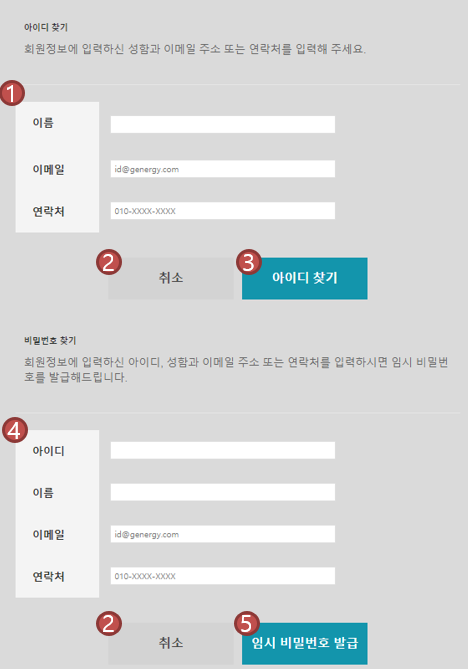 아이디 찾기
회원정보에 입력하신 성함과 이메일 주소 또는 연락처를 입력해 주세요.
1
이름
이메일 id@genergy.com
연락처 010-XXXX-XXXX
2 취소 3 아이디 찾기
비밀번호 찾기
회원정보에 입력하신 아이디, 성함과 이메일 주소 또는 연락처를 입력하시면 임시 비밀번
호를 발급해드립니다.
4
아이디
이름
이메일 id@genergy.com
연락처 010-XXXX-XXXX
2 취소 5 임시 비밀번호 발급